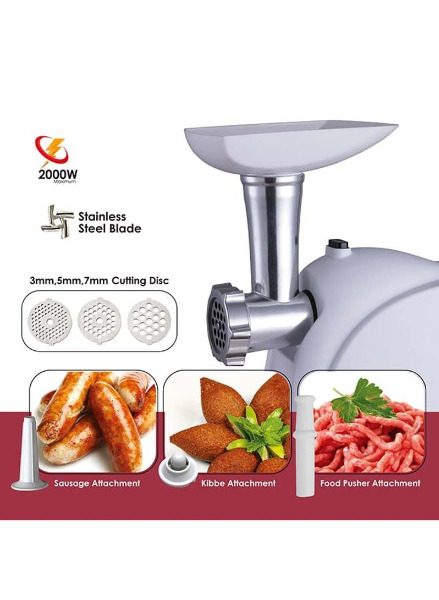 2000W
Maximum
Stainless
Steel Blade
3mm,5mm,7mm Cutting Disc
Sausage Attachment
Kibbe Attachment
Food Pusher Attachment